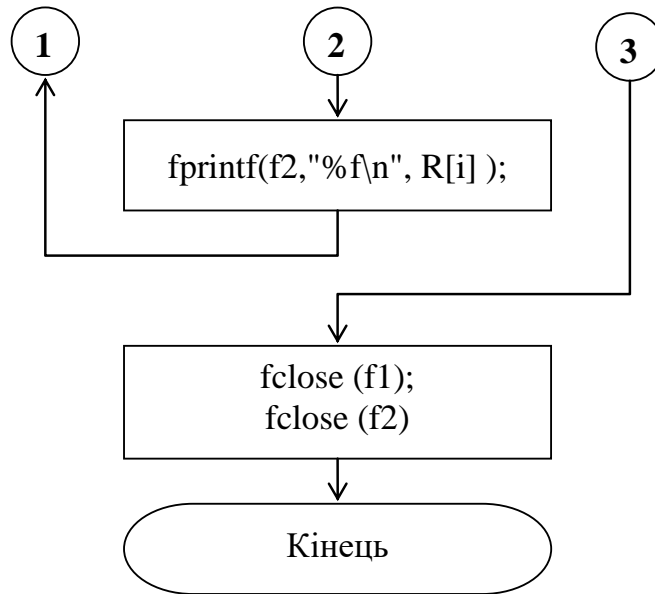 1
2
3
fprintf(f2,"%f\n", R[i] );
fclose (f1);
fclose (f2)
Кінець